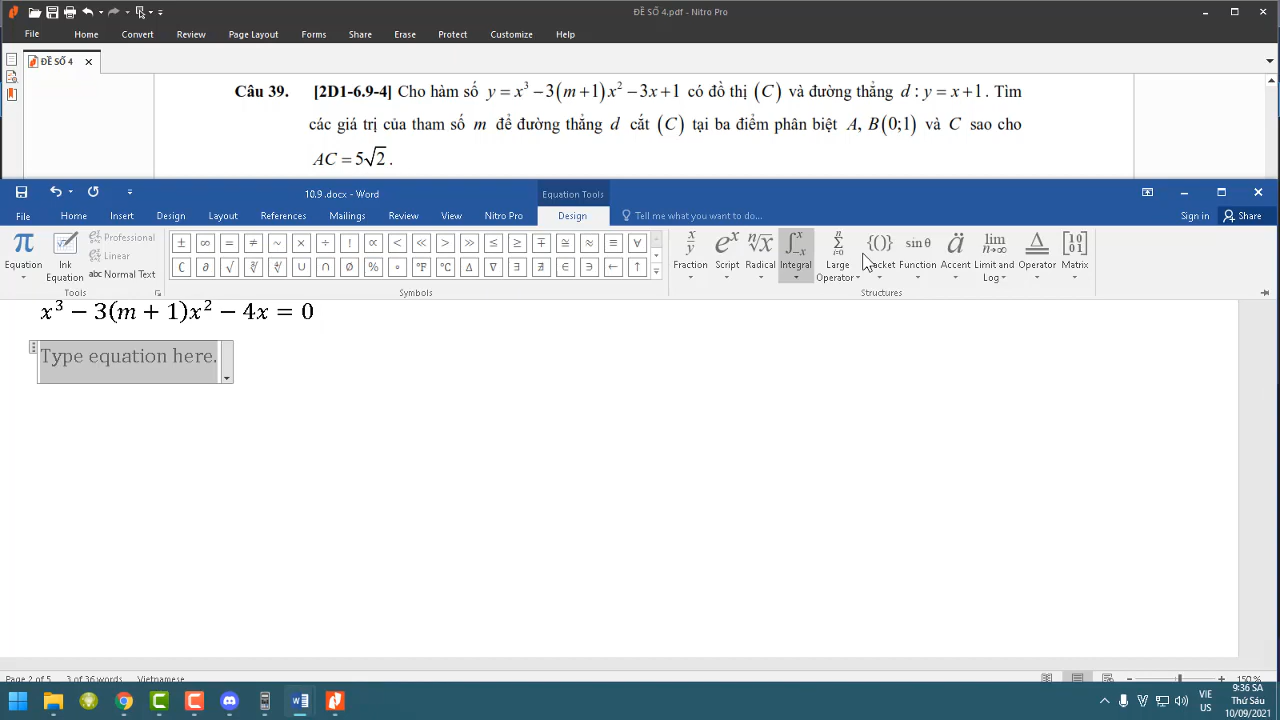 ĐỀ SỐ 4.pdf - Nitro Pro
File Home Convert Review Page Layout Forms Share Erase Protect Customize Help
ĐỀ SỐ 4
Câu 39. [2D1-6.9-4] Cho hàm số y = x³ − 3(m+1)x² − 3x + 1 có đồ thị (C) và đường thẳng d : y = x + 1. Tìm
các giá trị của tham số m để đường thẳng d cắt (C) tại ba điểm phân biệt A, B(0;1) và C sao cho
AC = 5√2.
10.9 .docx - Word Equation Tools
File Home Insert Design Layout References Mailings Review View Nitro Pro Design Tell me what you want to do... Sign in Share
π Equation Ink Equation Professional Linear abc Normal Text
± ∞ = ≠ ~ × ÷ ! ∝ < ≪ > ≫ ≤ ≥ ∓ ≅ ≈ ≡ ∀
∁ ∂ √ ∛ ∜ ∪ ∩ ∅ % ° °F °C ∆ ∇ ∃ ∄ ∈ ∋ ← ↑
Fraction Script Radical Integral Large Operator Function Accent Limit and Log Operator Matrix
Tools Symbols Structures
x³ − 3(m + 1)x² − 4x = 0
Type equation here.
Page 2 of 5 3 of 36 words Vietnamese 150 %
VIE US
9:36 SA
Thứ Sáu
10/09/2021